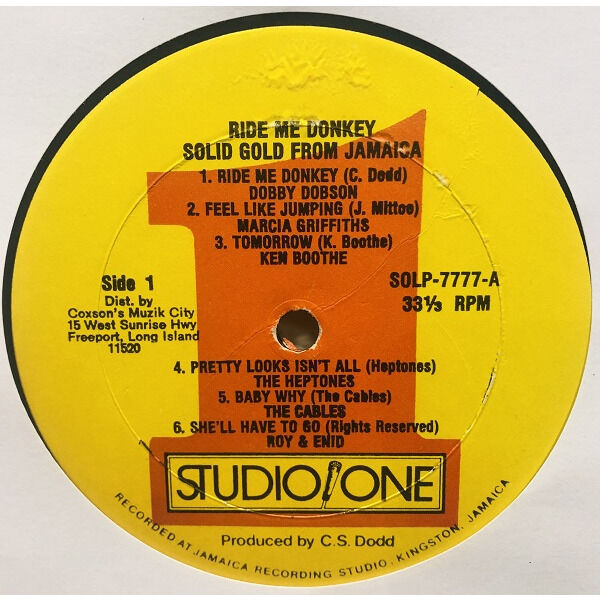 RIDE ME DONKEY
SOLID GOLD FROM JAMAICA
1. RIDE ME DONKEY (C. Dodd)
DOBBY DOBSON
2. FEEL LIKE JUMPING (J. Mittoo)
MARCIA GRIFFITHS
3. TOMORROW (K. Boothe)
KEN BOOTHE
Side 1
Dist. by
Coxson's Muzik City
15 West Sunrise Hwy
Freeport, Long Island
11520
SOLP-7777-A
33⅓ RPM
4. PRETTY LOOKS ISN'T ALL (Heptones)
THE HEPTONES
5. BABY WHY (The Cables)
THE CABLES
6. SHE'LL HAVE TO GO (Rights Reserved)
ROY & ENID
STUDIO ONE
Produced by C.S. Dodd
RECORDED AT JAMAICA RECORDING STUDIO, KINGSTON, JAMAICA